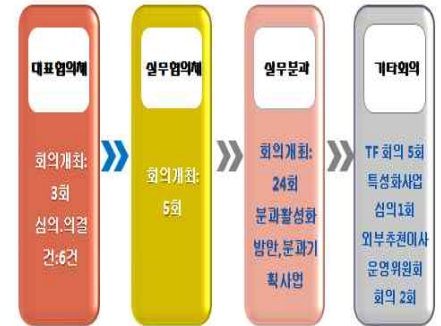 대표협의체
회의개최:
3회
심의.의결
건:6건
실무협의체
회의개최:
5회
실무분과
회의개최:
24회
분과활성화
방안,분과기
획사업
기타회의
TF 회의 5회
특성화사업
심의1회
외부추천이사
운영위원회
회의 2회